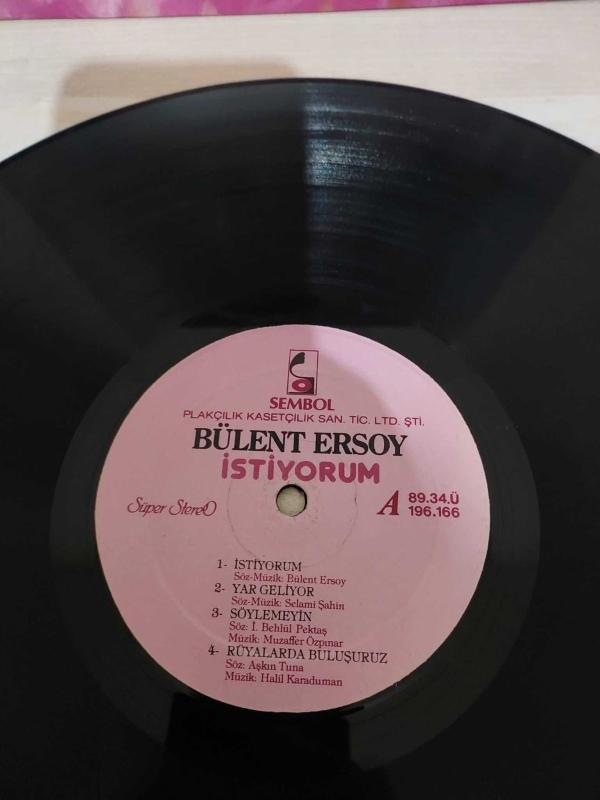 SEMBOL
PLAKÇILIK KASETÇİLİK SAN. TİC. LTD. ŞTİ.
BÜLENT ERSOY
İSTİYORUM
Süper Stereo
A
89.34.Ü
196.166
1- İSTİYORUM
Söz-Müzik: Bülent Ersoy
2- YAR GELİYOR
Söz-Müzik: Selami Şahin
3- SÖYLEMEYİN
Söz: İ. Behlül Pektaş
Müzik: Muzaffer Özpınar
4- RÜYALARDA BULUŞURUZ
Söz: Aşkın Tuna
Müzik: Halil Karaduman